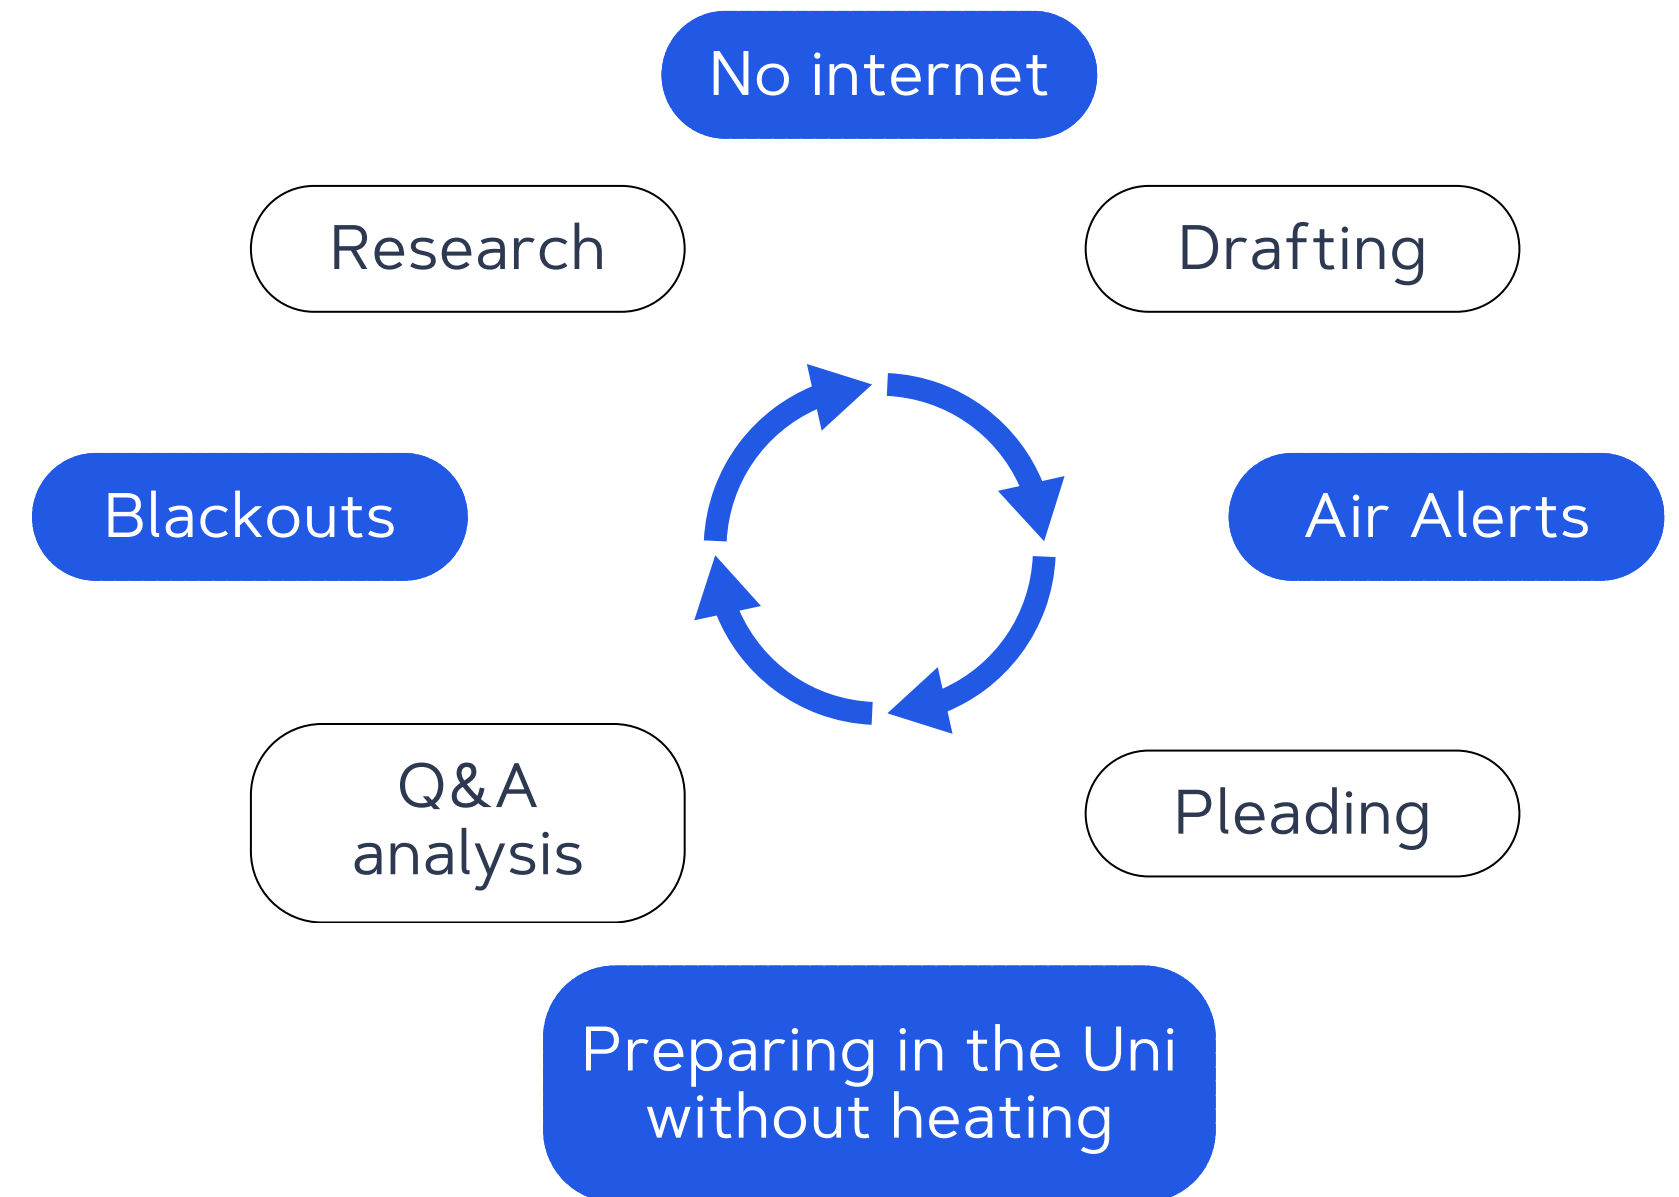 No internet
Research
Drafting
Blackouts
Air Alerts
Q&A
analysis
Pleading
Preparing in the Uni
without heating